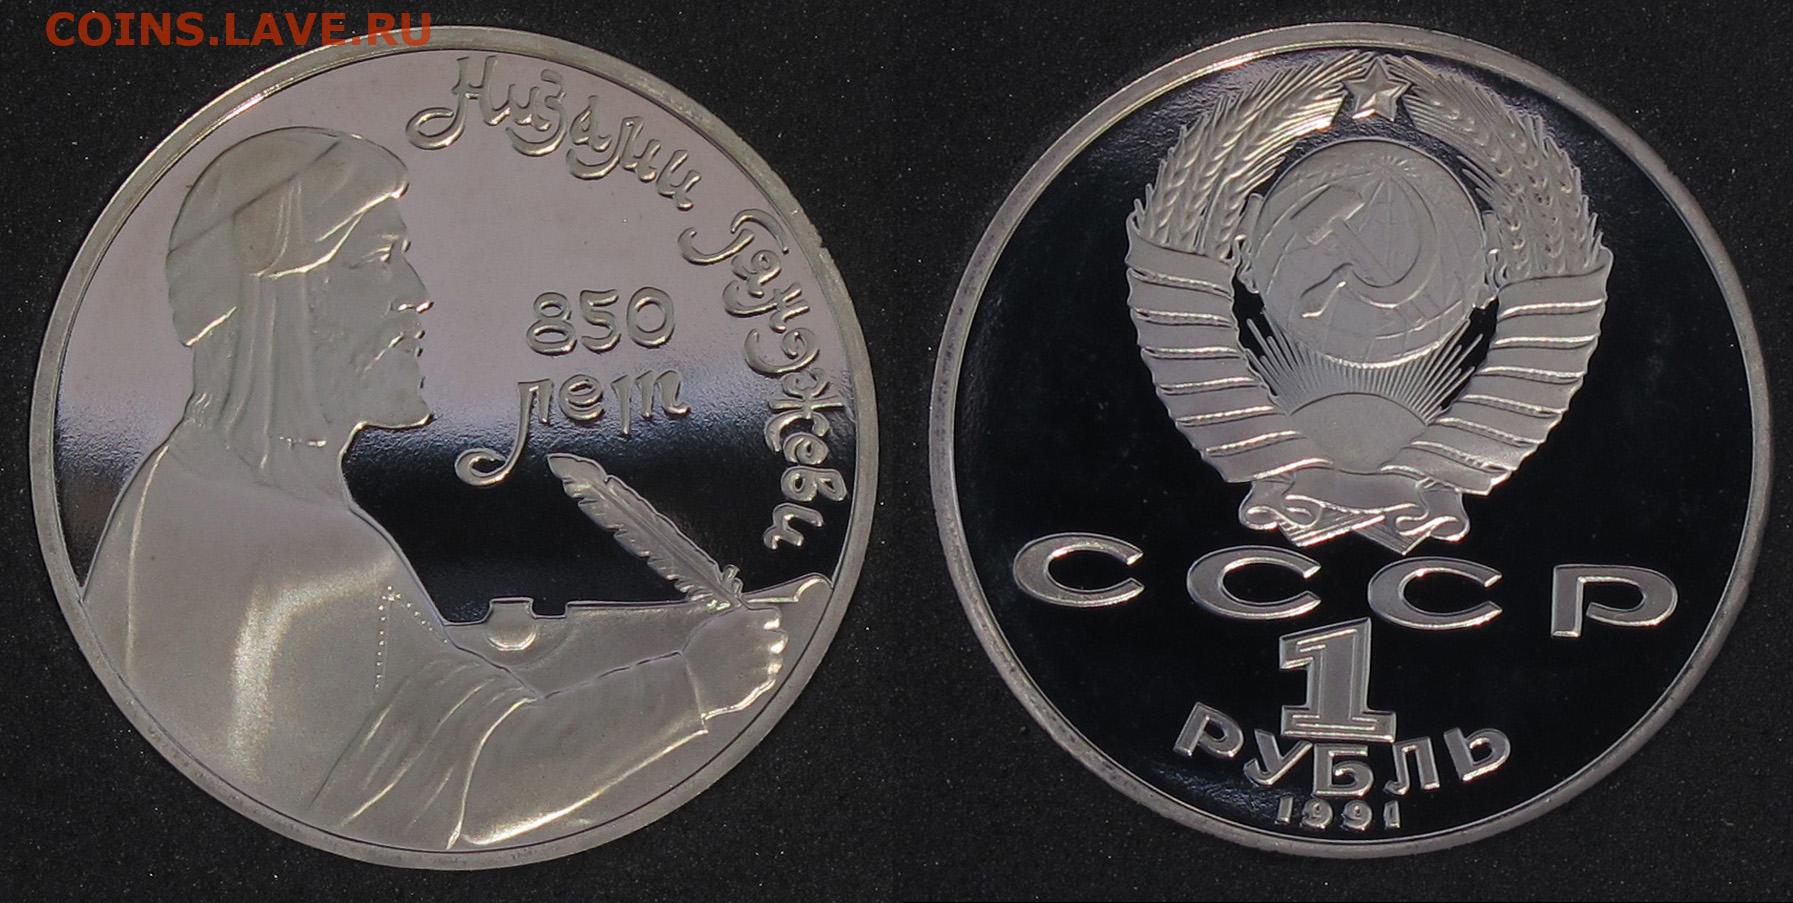 COINS.LAVE.RU
Низами Гянджеви
850
лет
СССР
1
РУБЛЬ
1991